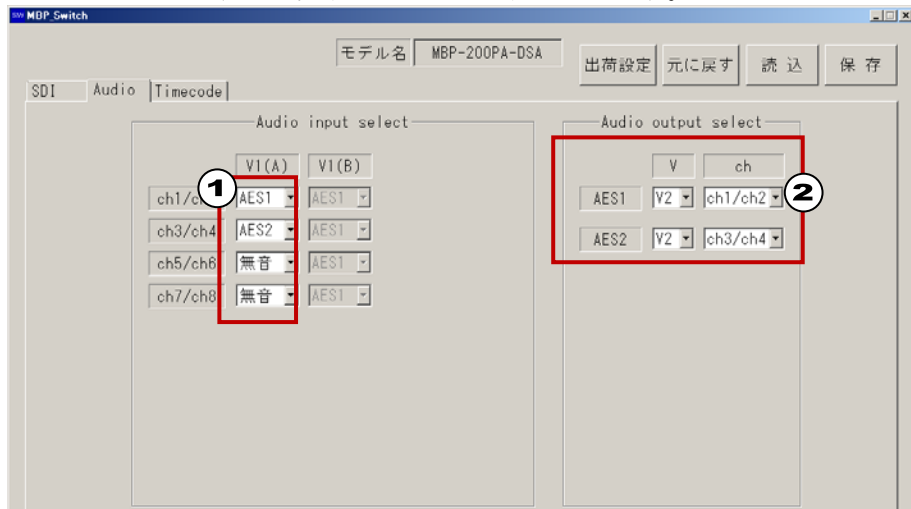 MBP_Switch
モデル名 MBP-200PA-DSA 出荷設定 元に戻す 読 込 保 存
SDI Audio Timecode
Audio input select
V1(A) V1(B)
① AES1 AES1
ch3/ch4 AES2 AES1
ch5/ch6 無音 AES1
ch7/ch8 無音 AES1
Audio output select
V ch
AES1 V2 ch1/ch2 ②
AES2 V2 ch3/ch4